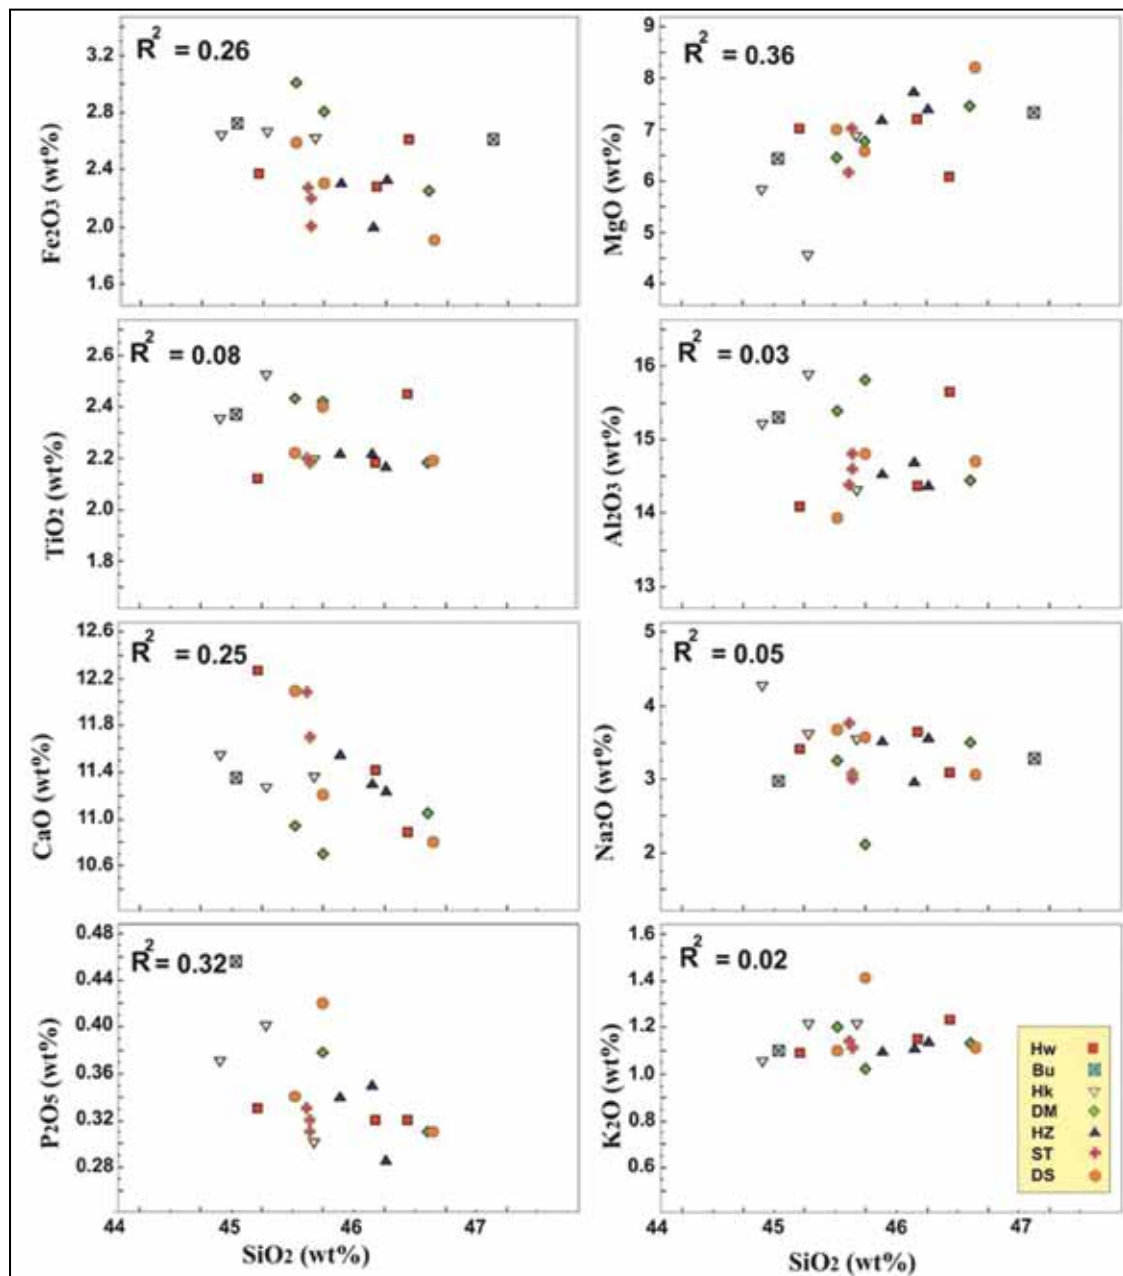 R² = 0.26
Fe2O3 (wt%)
3.2
2.8
2.4
2.0
1.6
R² = 0.36
MgO (wt%)
9
8
7
6
5
4
R² = 0.08
TiO2 (wt%)
2.6
2.4
2.2
2.0
1.8
R² = 0.03
Al2O3 (wt%)
16
15
14
13
R² = 0.25
CaO (wt%)
12.6
12.2
11.8
11.4
11.0
10.6
R² = 0.05
Na2O (wt%)
5
4
3
2
R² = 0.32
P2O5 (wt%)
0.48
0.44
0.40
0.36
0.32
0.28
44 45 46 47
SiO2 (wt%)
R² = 0.02
K2O (wt%)
1.6
1.4
1.2
1.0
0.8
0.6
Hw
Bu
Hk
DM
HZ
ST
DS
44 45 46 47
SiO2 (wt%)